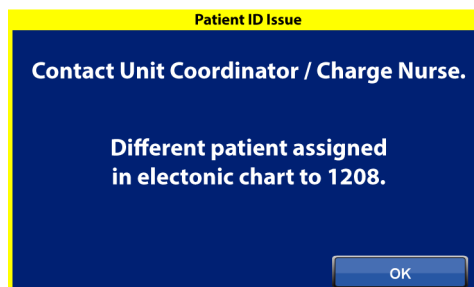 Patient ID Issue
Contact Unit Coordinator / Charge Nurse.
Different patient assigned
in electonic chart to 1208.
OK